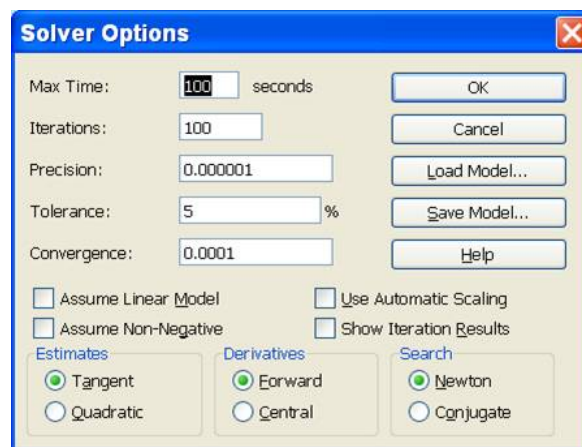 Solver Options
Max Time: 100 seconds OK
Iterations: 100 Cancel
Precision: 0.000001 Load Model...
Tolerance: 5 % Save Model...
Convergence: 0.0001 Help
Assume Linear Model Use Automatic Scaling
Assume Non-Negative Show Iteration Results
Estimates Derivatives Search
Tangent Forward Newton
Quadratic Central Conjugate